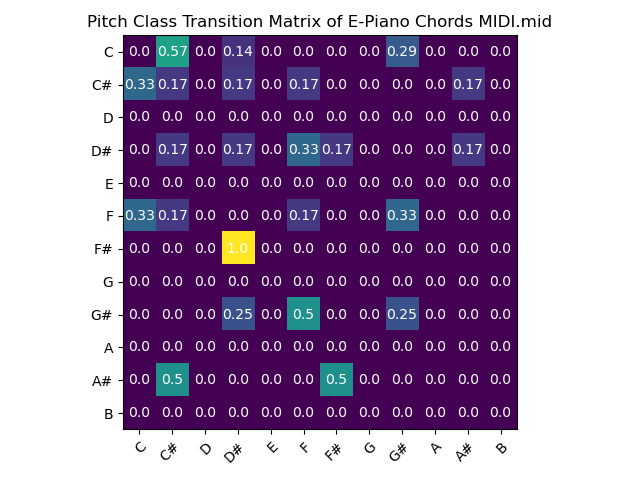 Pitch Class Transition Matrix of E-Piano Chords MIDI.mid
C 0.0 0.57 0.0 0.14 0.0 0.0 0.0 0.0 0.29 0.0 0.0 0.0
C# 0.33 0.17 0.0 0.17 0.0 0.17 0.0 0.0 0.0 0.0 0.17 0.0
D 0.0 0.0 0.0 0.0 0.0 0.0 0.0 0.0 0.0 0.0 0.0 0.0
D# 0.0 0.17 0.0 0.17 0.0 0.33 0.17 0.0 0.0 0.0 0.17 0.0
E 0.0 0.0 0.0 0.0 0.0 0.0 0.0 0.0 0.0 0.0 0.0 0.0
F 0.33 0.17 0.0 0.0 0.0 0.17 0.0 0.0 0.33 0.0 0.0 0.0
F# 0.0 0.0 0.0 1.0 0.0 0.0 0.0 0.0 0.0 0.0 0.0 0.0
G 0.0 0.0 0.0 0.0 0.0 0.0 0.0 0.0 0.0 0.0 0.0 0.0
G# 0.0 0.0 0.0 0.25 0.0 0.5 0.0 0.0 0.25 0.0 0.0 0.0
A 0.0 0.0 0.0 0.0 0.0 0.0 0.0 0.0 0.0 0.0 0.0 0.0
A# 0.0 0.5 0.0 0.0 0.0 0.0 0.5 0.0 0.0 0.0 0.0 0.0
B 0.0 0.0 0.0 0.0 0.0 0.0 0.0 0.0 0.0 0.0 0.0 0.0
C C# D D# E F F# G G# A A# B